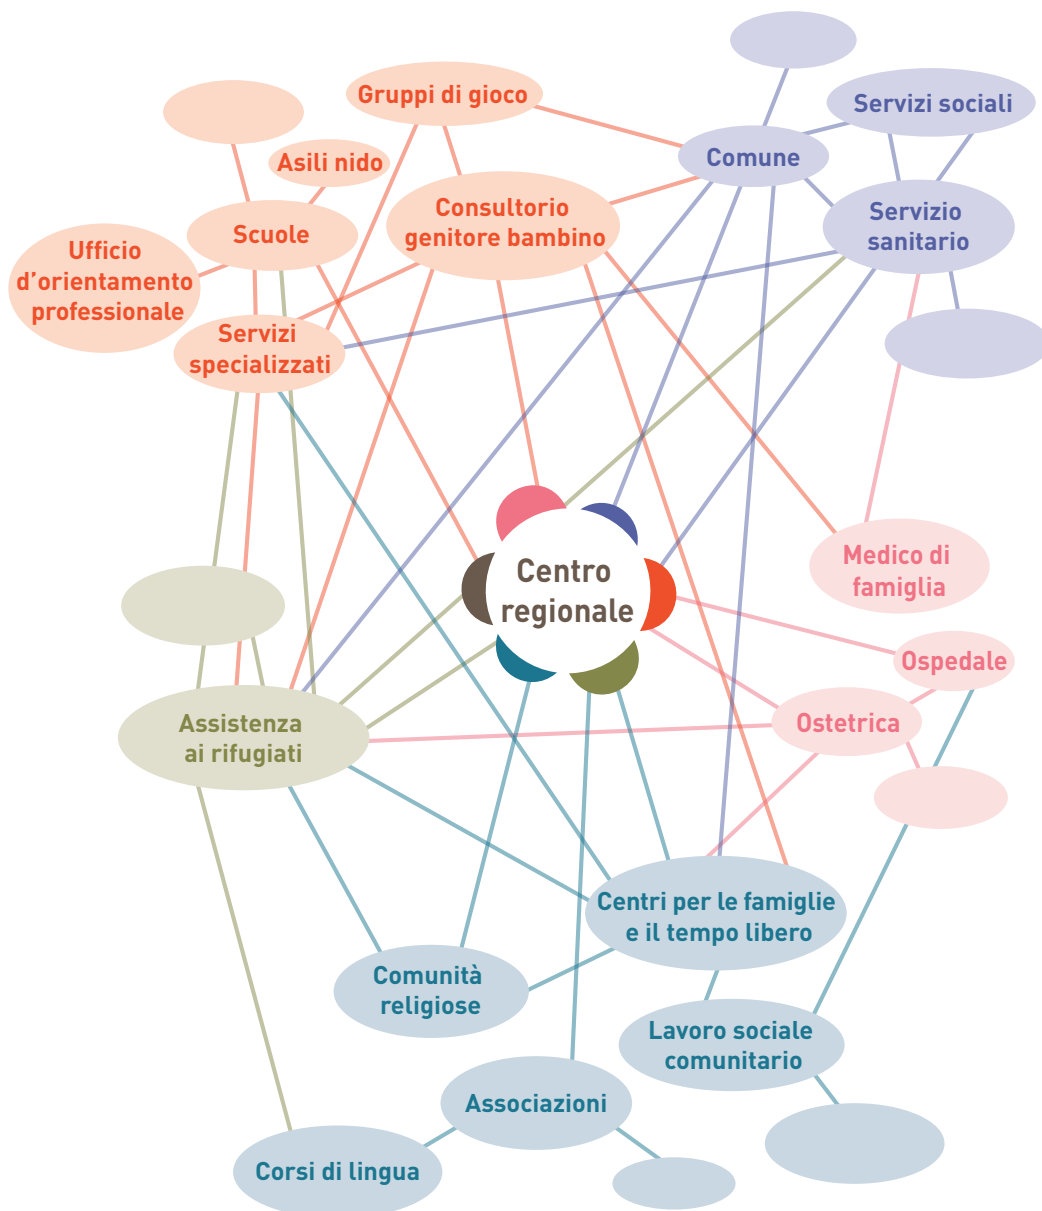 Gruppi di gioco
Servizi sociali
Asili nido
Comune
Consultorio
genitore bambino
Servizio
sanitario
Scuole
Ufficio
d'orientamento
professionale
Servizi
specializzati
Centro
regionale
Medico di
famiglia
Ospedale
Ostetrica
Assistenza
ai rifugiati
Centri per le famiglie
e il tempo libero
Comunità
religiose
Lavoro sociale
comunitario
Associazioni
Corsi di lingua